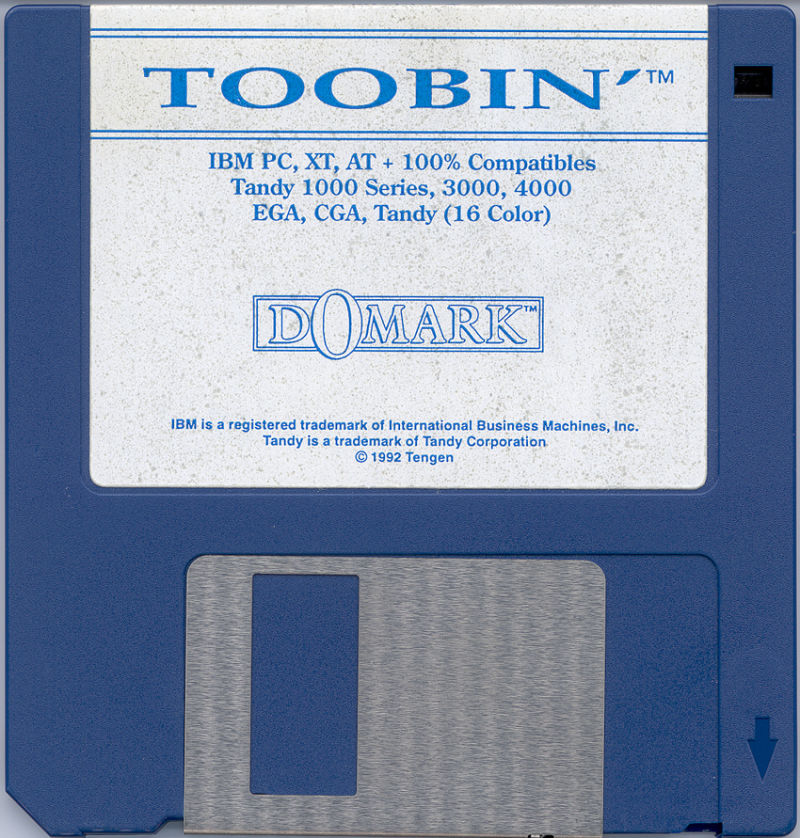 TOOBIN'™
IBM PC, XT, AT + 100% Compatibles
Tandy 1000 Series, 3000, 4000
EGA, CGA, Tandy (16 Color)
DOMARK™
IBM is a registered trademark of International Business Machines, Inc.
Tandy is a trademark of Tandy Corporation
© 1992 Tengen